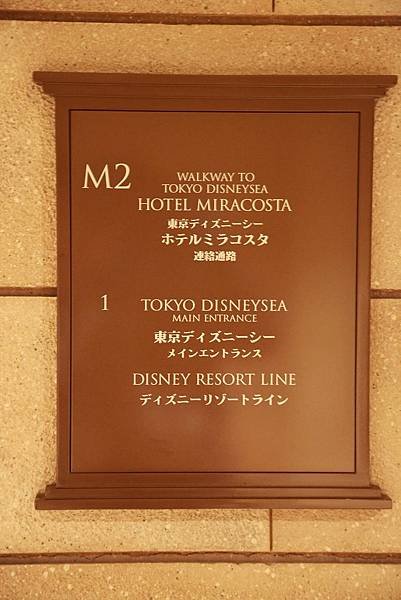 M2
WALKWAY TO
TOKYO DISNEYSEA
HOTEL MIRACOSTA
東京ディズニーシー
ホテルミラコスタ
連絡通路
1
TOKYO DISNEYSEA
MAIN ENTRANCE
東京ディズニーシー
メインエントランス
DISNEY RESORT LINE
ディズニーリゾートライン